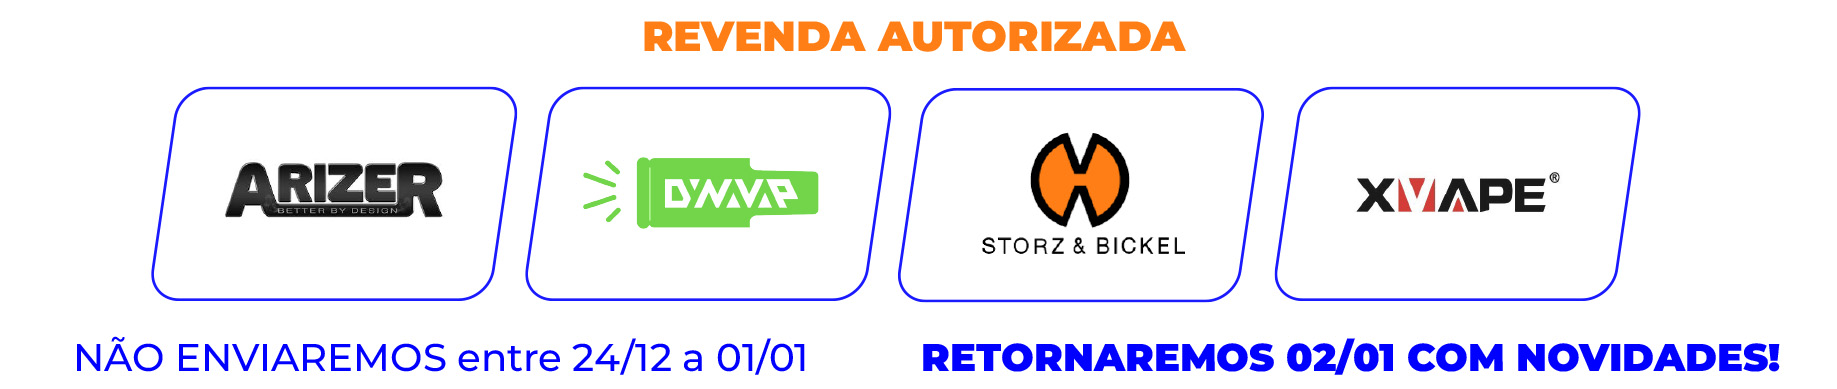 REVENDA AUTORIZADA
ARIZER
BETTER BY DESIGN
DYNAVAP
STORZ & BICKEL
XVAPE®
NÃO ENVIAREMOS entre 24/12 a 01/01
RETORNAREMOS 02/01 COM NOVIDADES!